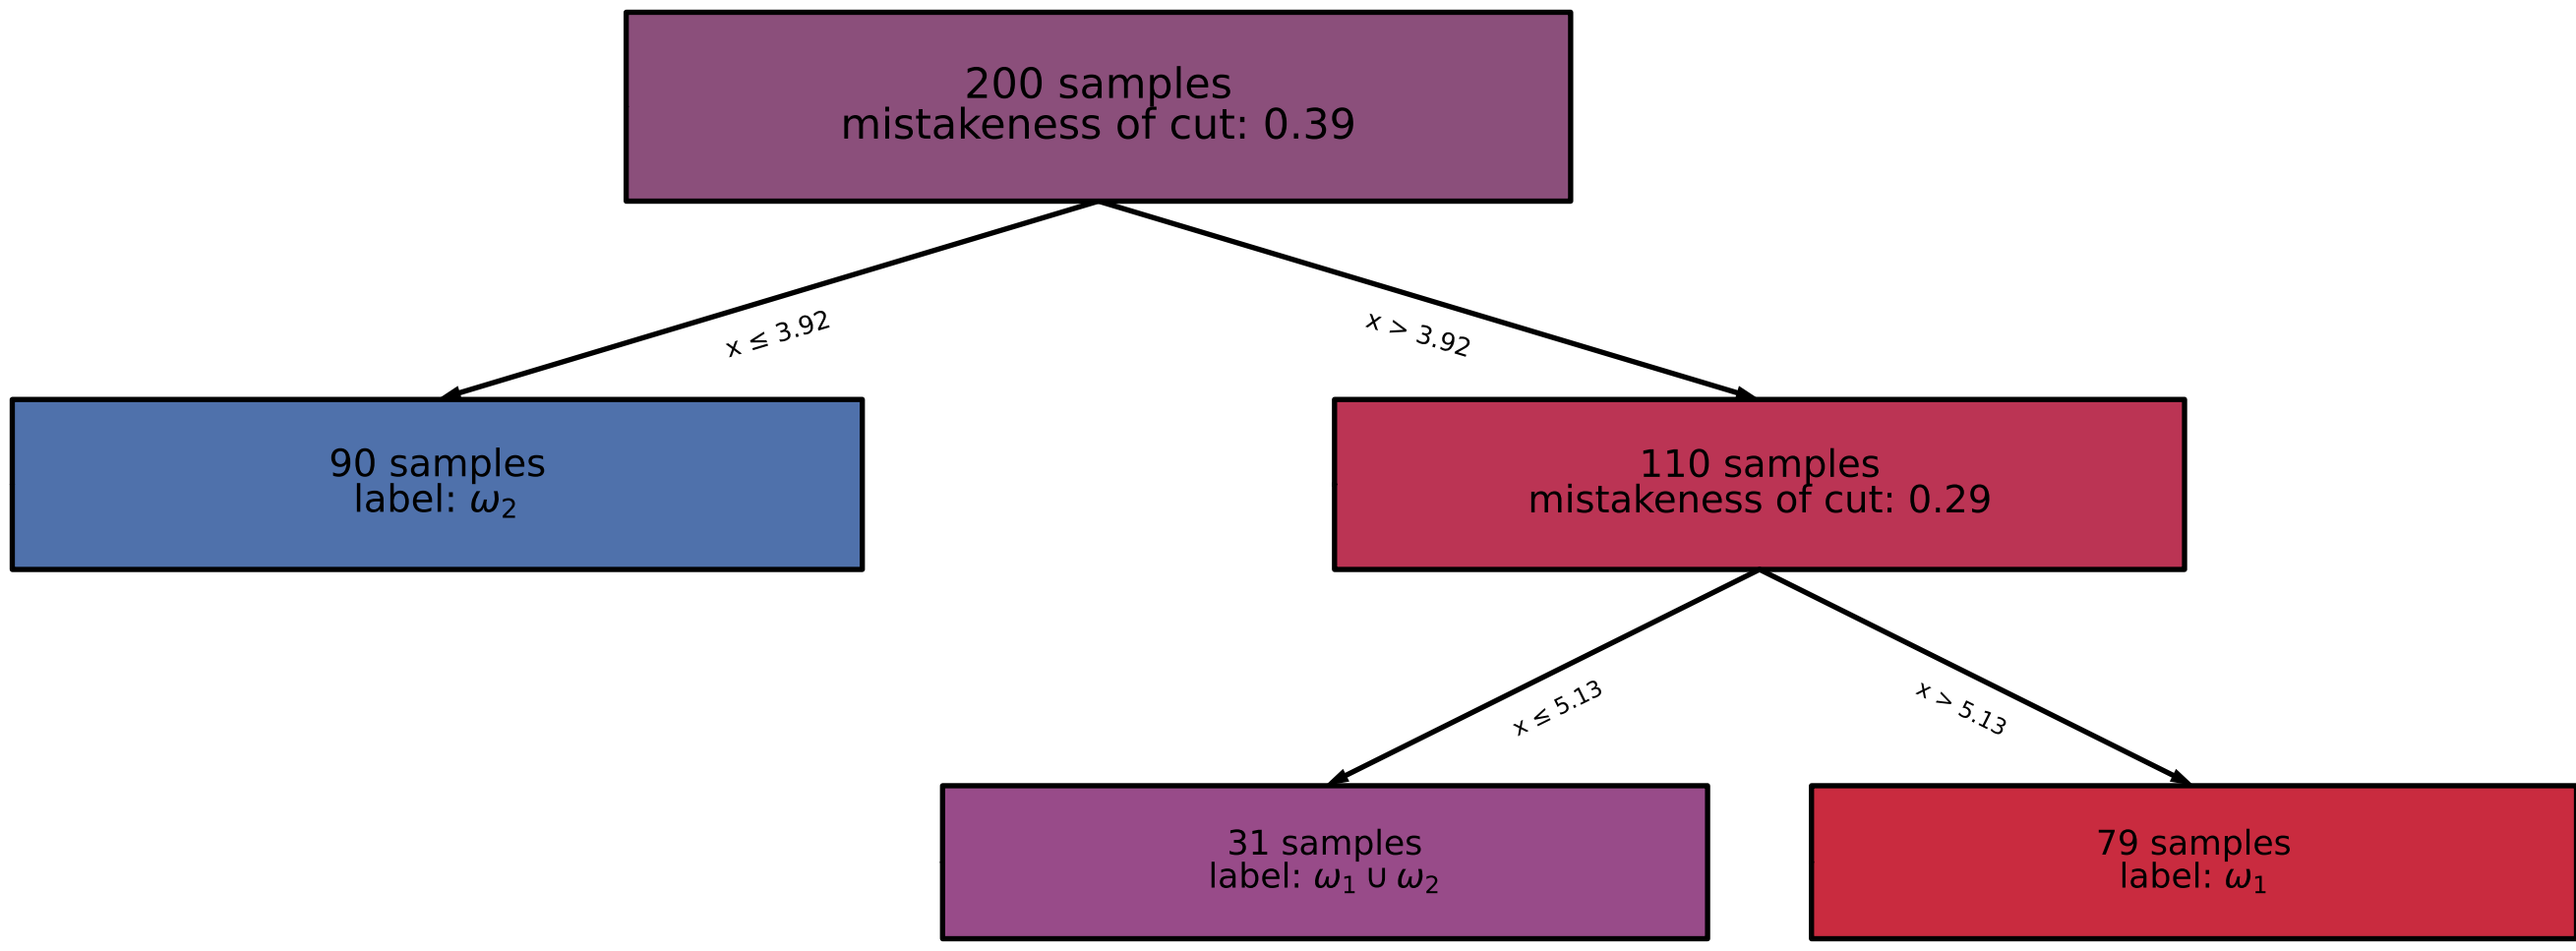 200 samples
mistakeness of cut: 0.39
x ≤ 3.92
x > 3.92
90 samples
label: ω₂
110 samples
mistakeness of cut: 0.29
x ≤ 5.13
x > 5.13
31 samples
label: ω₁ ∪ ω₂
79 samples
label: ω₁